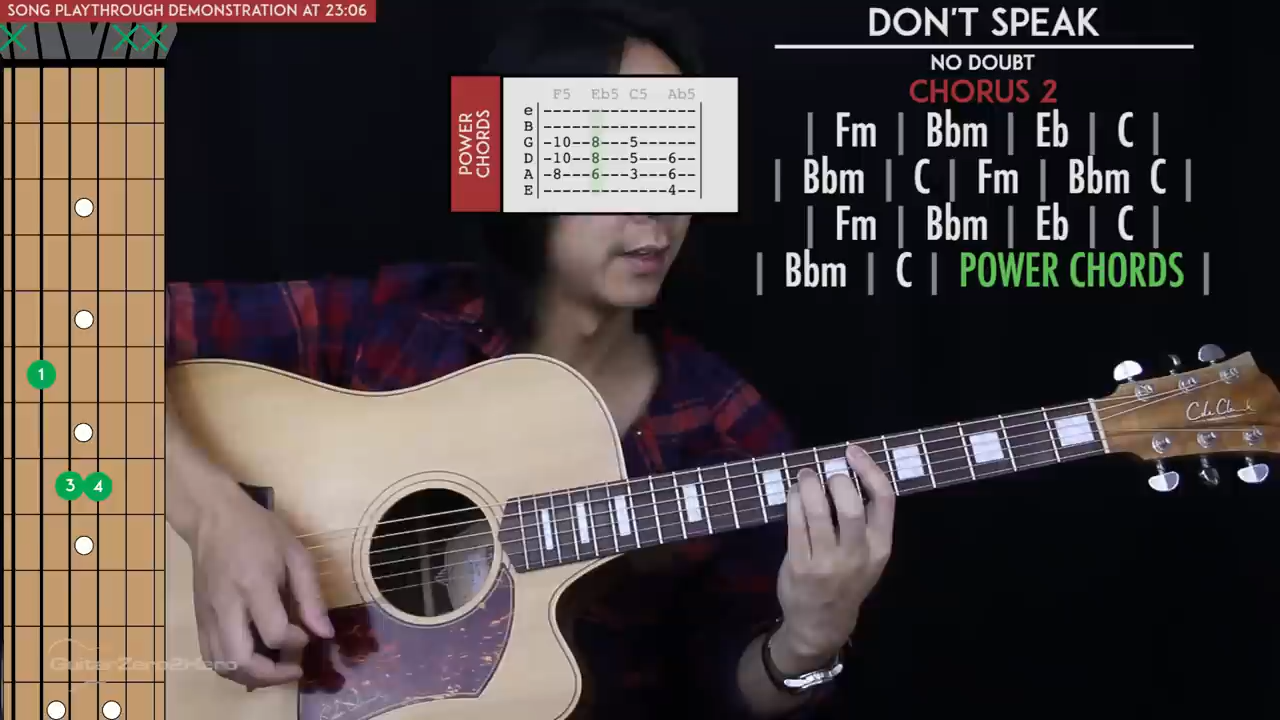 SONG PLAYTHROUGH DEMONSTRATION AT 23:06
DON'T SPEAK
NO DOUBT
CHORUS 2
| Fm | Bbm | Eb | C |
| Bbm | C | Fm | Bbm C |
| Fm | Bbm | Eb | C |
| Bbm | C | POWER CHORDS |
POWER
CHORDS
F5 Eb5 C5 Ab5
e|------------------|
B|------------------|
G|-10--8---5------|
D|-10--8---5---6--|
A|-8---6---3---6--|
E|-------------4--|
1
3 4
GuitarZero2Hero